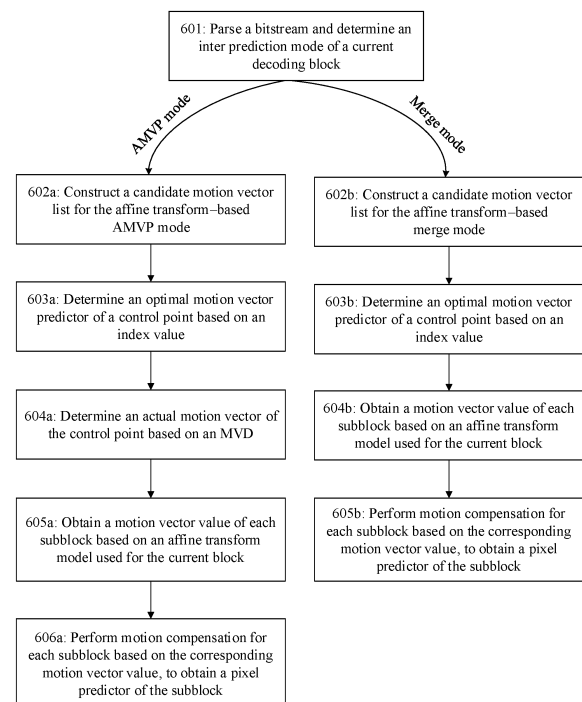 601: Parse a bitstream and determine an
inter prediction mode of a current
decoding block
AMVP mode
Merge mode
602a: Construct a candidate motion vector
list for the affine transform–based
AMVP mode
602b: Construct a candidate motion vector
list for the affine transform–based
merge mode
603a: Determine an optimal motion vector
predictor of a control point based on an
index value
603b: Determine an optimal motion vector
predictor of a control point based on an
index value
604a: Determine an actual motion vector of
the control point based on an MVD
604b: Obtain a motion vector value of each
subblock based on an affine transform
model used for the current block
605a: Obtain a motion vector value of each
subblock based on an affine transform
model used for the current block
605b: Perform motion compensation for
each subblock based on the corresponding
motion vector value, to obtain a pixel
predictor of the subblock
606a: Perform motion compensation for
each subblock based on the corresponding
motion vector value, to obtain a pixel
predictor of the subblock